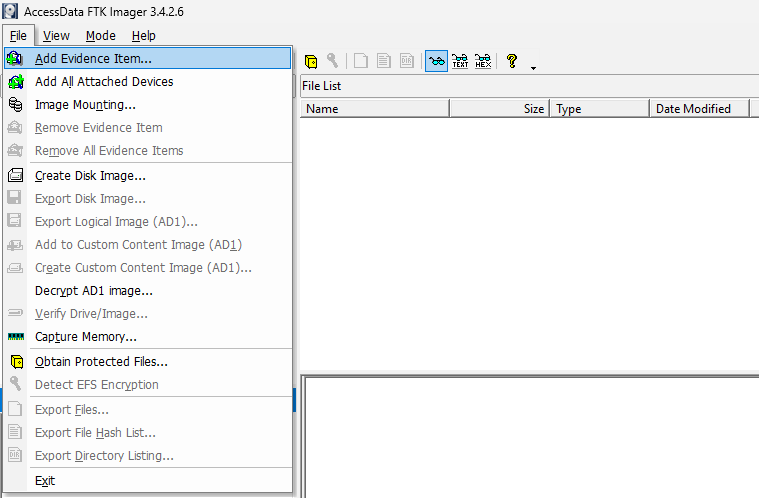 AccessData FTK Imager 3.4.2.6
File View Mode Help
Add Evidence Item...
Add All Attached Devices
Image Mounting...
Remove Evidence Item
Remove All Evidence Items
Create Disk Image...
Export Disk Image...
Export Logical Image (AD1)...
Add to Custom Content Image (AD1)
Create Custom Content Image (AD1)...
Decrypt AD1 image...
Verify Drive/Image...
Capture Memory...
Obtain Protected Files...
Detect EFS Encryption
Export Files...
Export File Hash List...
DIR Export Directory Listing...
Exit
DIR TEXT HEX ?
File List
Name Size Type Date Modified